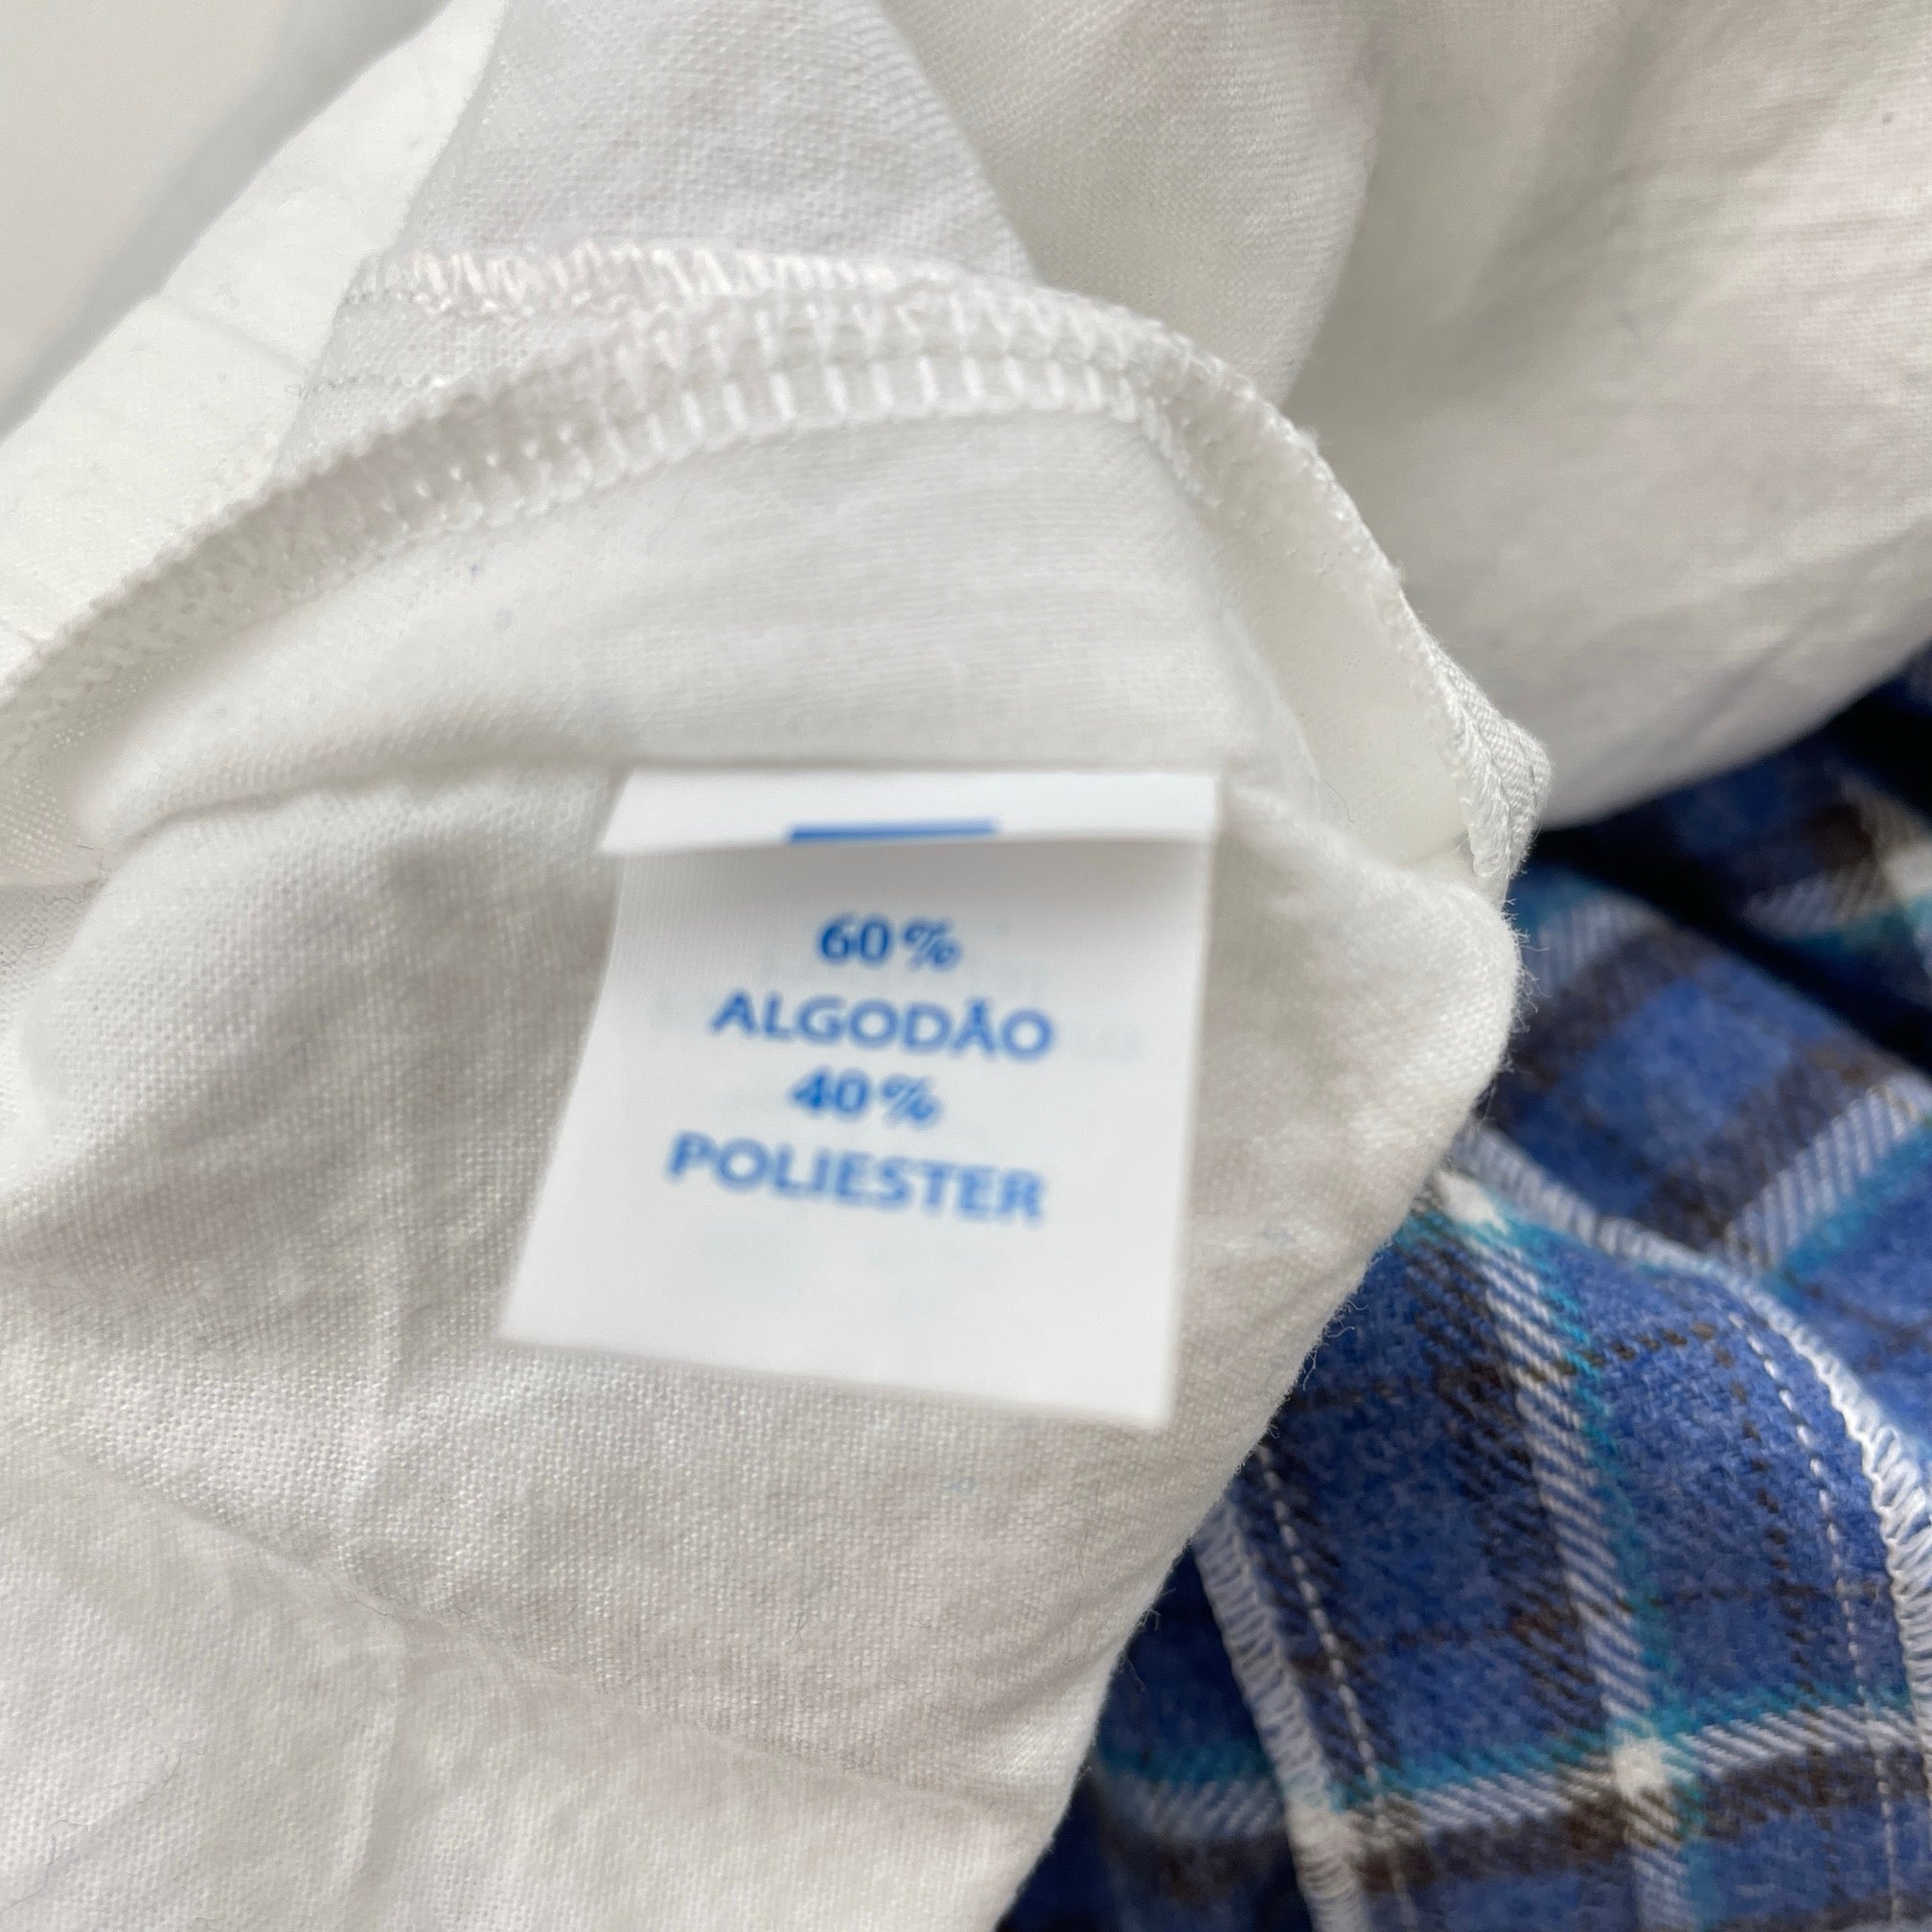 60%
ALGODÃO
40%
POLIESTER